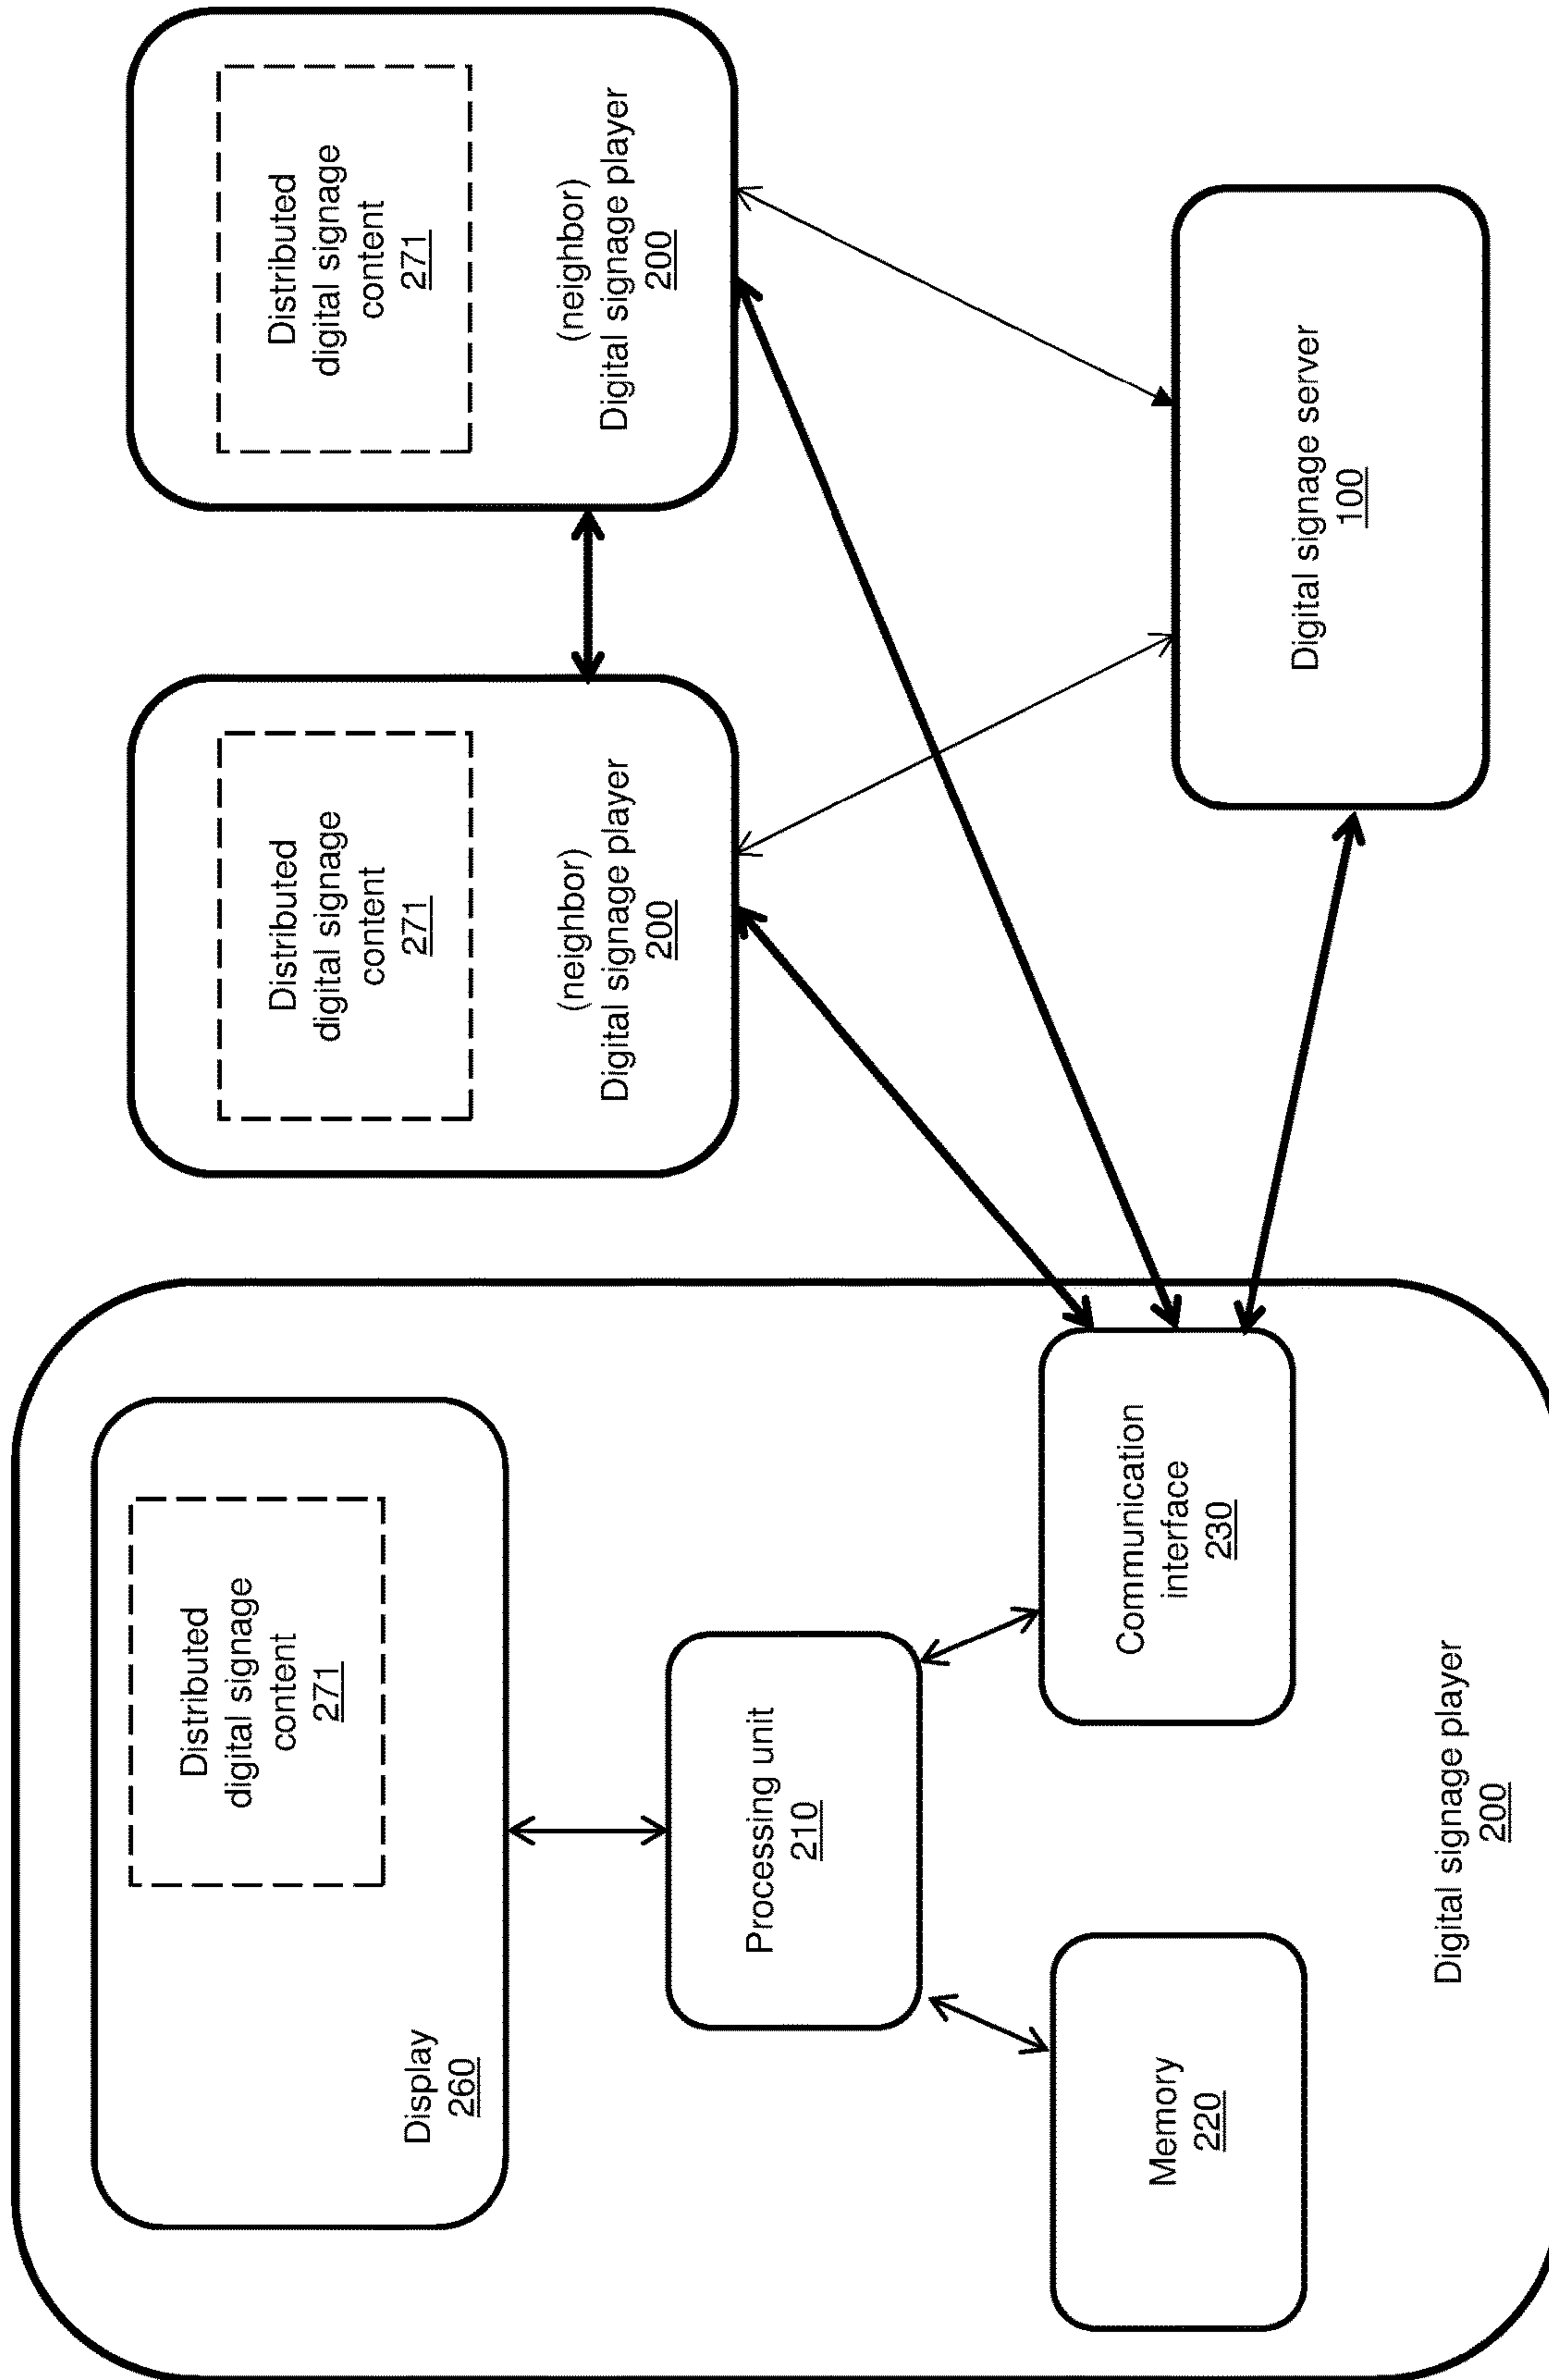 Distributed
digital signage
content
271
Display
260
Processing unit
210
Memory
220
Communication
interface
230
Digital signage player
200
Distributed
digital signage
content
271
(neighbor)
Digital signage player
200
Distributed
digital signage
content
271
(neighbor)
Digital signage player
200
Digital signage server
100